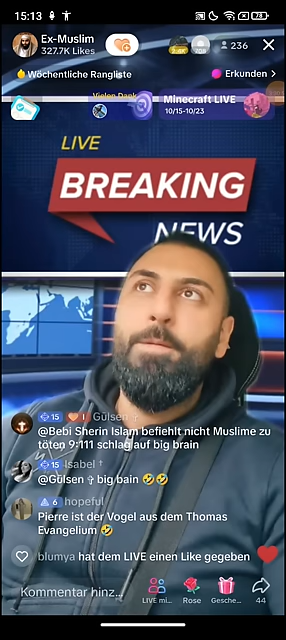 15:13
73
Ex-Muslim
327.7K Likes
236
Wöchentliche Rangliste
Erkunden >
Vielen Dank
Minecraft LIVE
10/15-10/23
LIVE
BREAKING
NEWS
15 I Gülsen ✞
@Bebi Sherin Islam befiehlt nicht Muslime zu
töten 9:111 schlag auf big brain
15 Isabel †
@Gülsen ✞ big bain 🤣🤣
6 hopeful
Pierre ist der Vogel aus dem Thomas
Evangelium 🤣
blumya hat dem LIVE einen Like gegeben
Kommentar hinz...
LIVE mi...
Rose
Gesche...
44